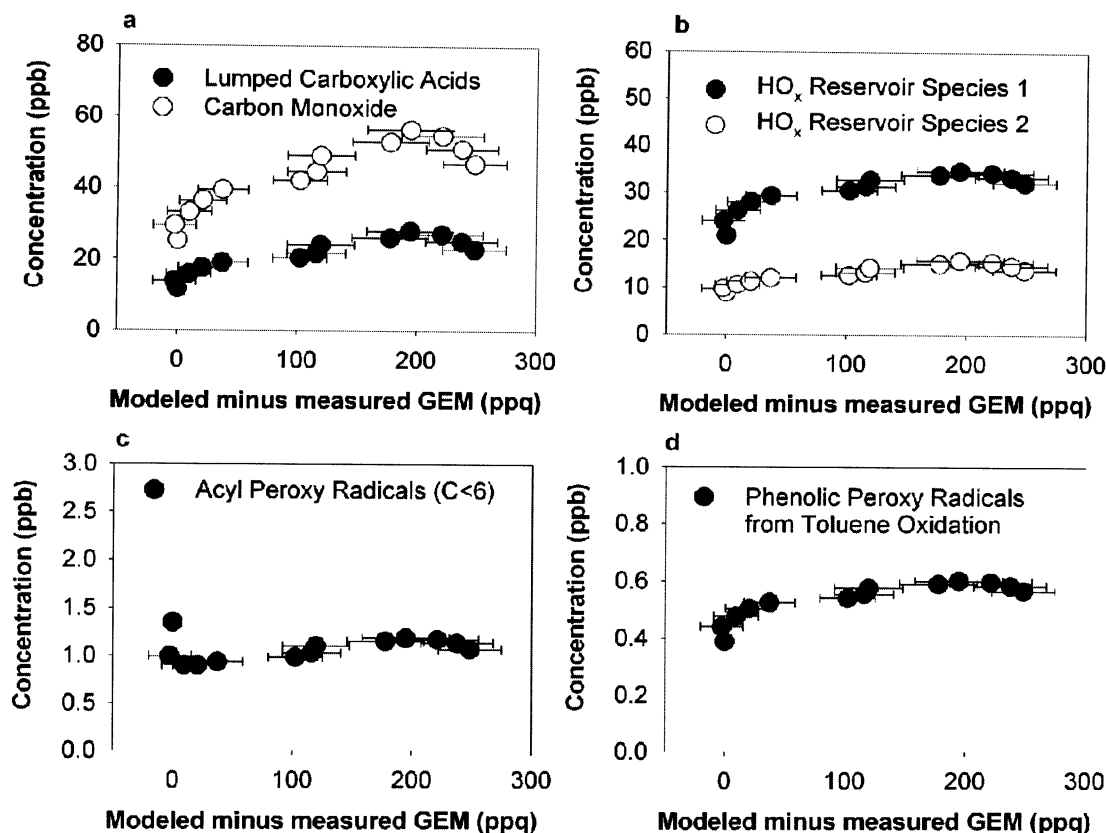 a
80
60
40
20
0
Concentration (ppb)
Lumped Carboxylic Acids
Carbon Monoxide
0 100 200 300
Modeled minus measured GEM (ppq)
b
60
50
40
30
20
10
0
Concentration (ppb)
HOx Reservoir Species 1
HOx Reservoir Species 2
0 100 200 300
Modeled minus measured GEM (ppq)
c
3.0
2.5
2.0
1.5
1.0
0.5
0.0
Concentration (ppb)
Acyl Peroxy Radicals (C<6)
0 100 200 300
Modeled minus measured GEM (ppq)
d
1.0
0.8
0.6
0.4
0.2
0.0
Concentration (ppb)
Phenolic Peroxy Radicals
from Toluene Oxidation
0 100 200 300
Modeled minus measured GEM (ppq)